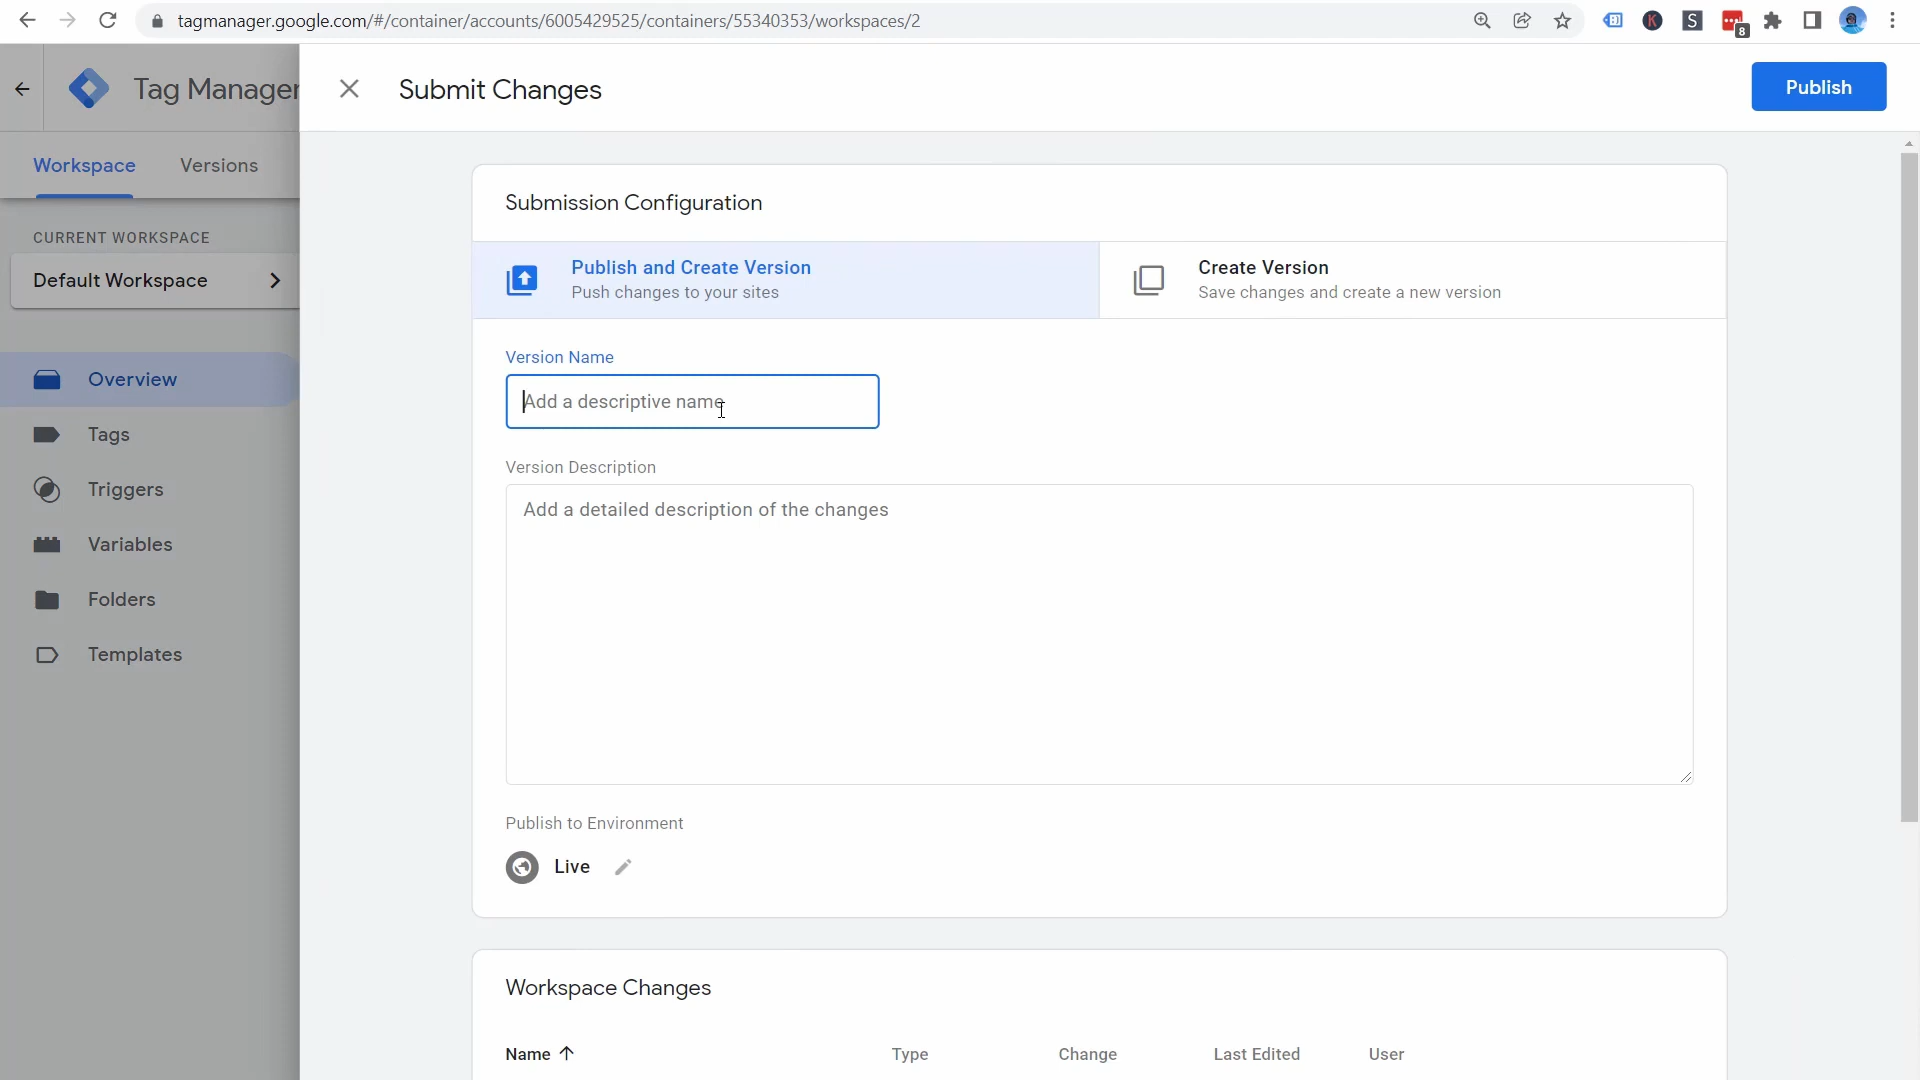 tagmanager.google.com/#/container/accounts/6005429525/containers/55340353/workspaces/2
K
S
8
Tag Manager
Submit Changes
Publish
Workspace
Versions
Submission Configuration
CURRENT WORKSPACE
Default Workspace
Publish and Create Version
Push changes to your sites
Create Version
Save changes and create a new version
Version Name
Add a descriptive name
Overview
Tags
Triggers
Variables
Folders
Templates
Version Description
Add a detailed description of the changes
Publish to Environment
Live
Workspace Changes
Name Type Change Last Edited User